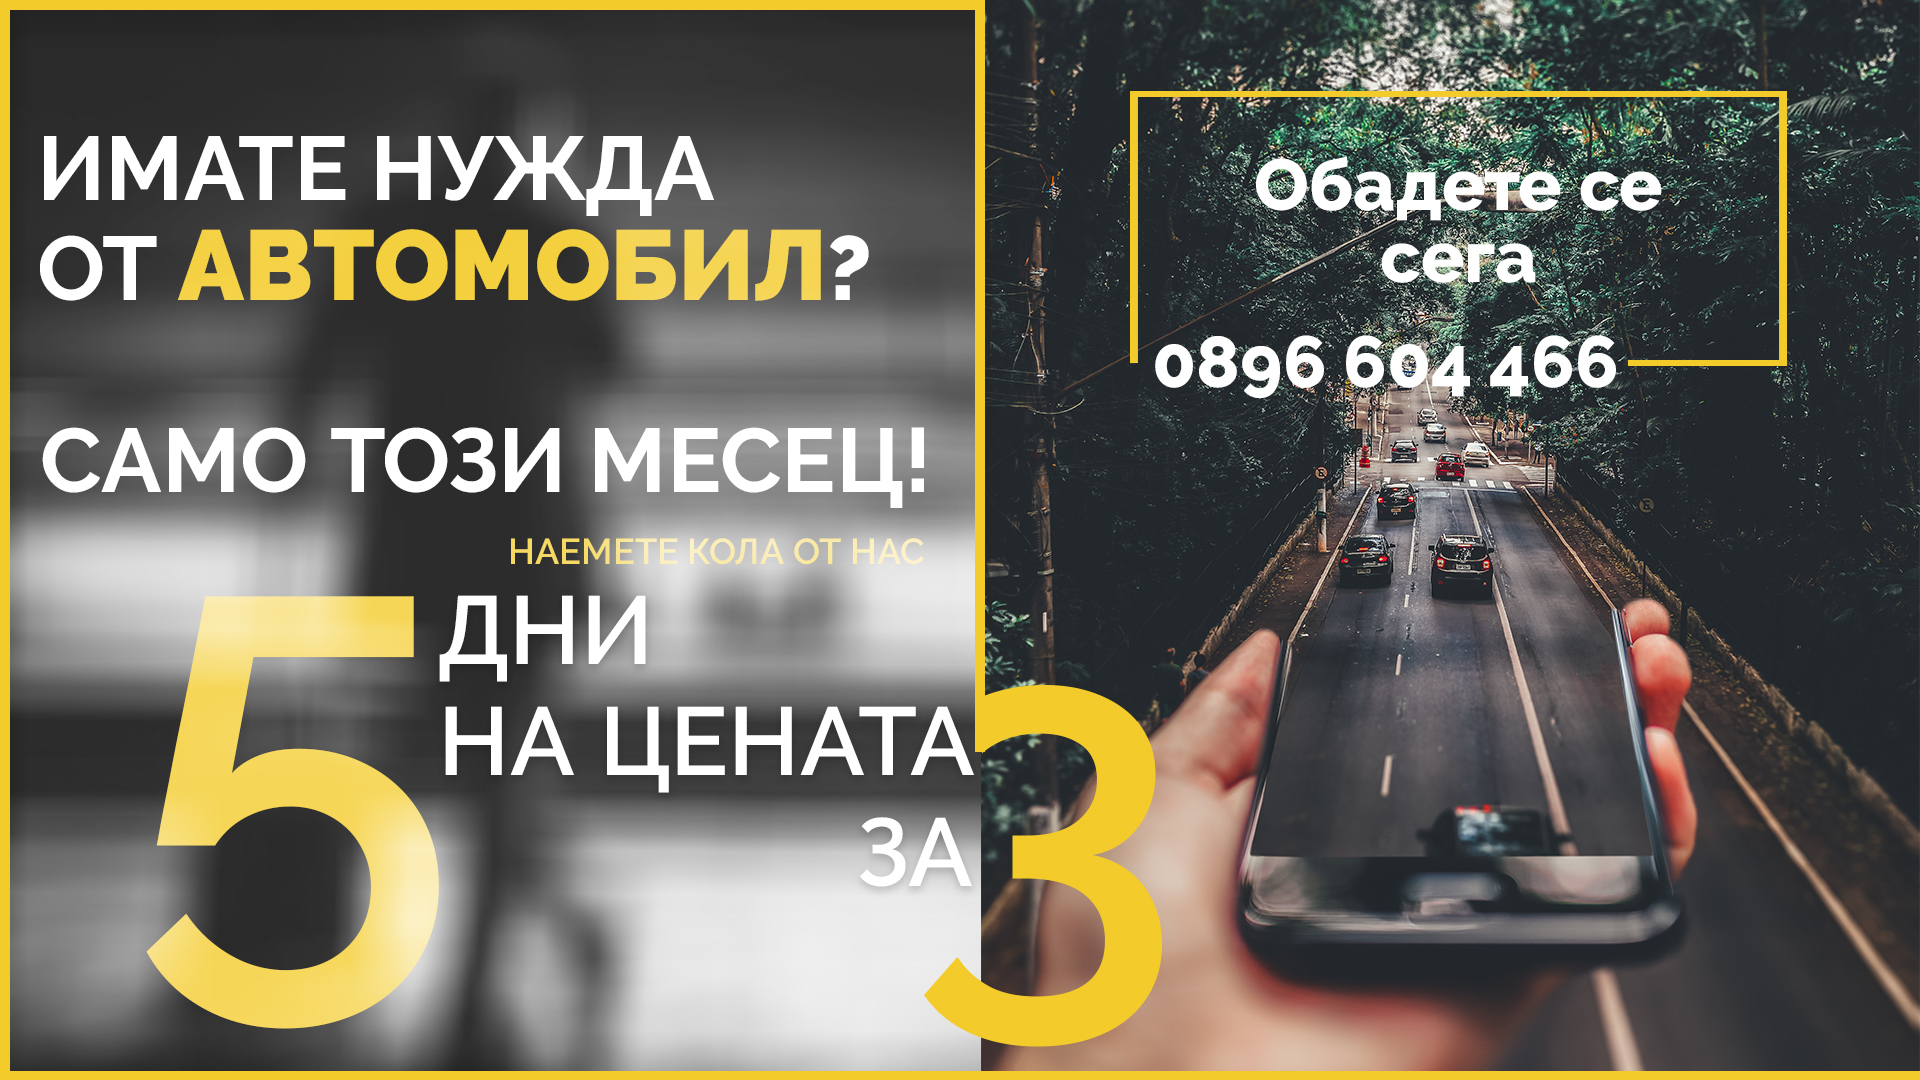 ИМАТЕ НУЖДА
ОТ АВТОМОБИЛ?
САМО ТОЗИ МЕСЕЦ!
НАЕМЕТЕ КОЛА ОТ НАС
5 ДНИ
НА ЦЕНАТА
ЗА 3
Обадете се
сега
0896 604 466